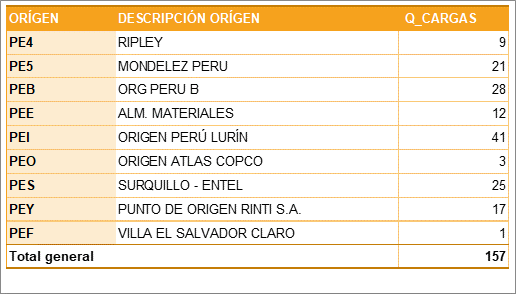 ORÍGEN DESCRIPCIÓN ORÍGEN Q_CARGAS
PE4 RIPLEY 9
PE5 MONDELEZ PERU 21
PEB ORG PERU B 28
PEE ALM. MATERIALES 12
PEI ORIGEN PERÚ LURÍN 41
PEO ORIGEN ATLAS COPCO 3
PES SURQUILLO - ENTEL 25
PEY PUNTO DE ORIGEN RINTI S.A. 17
PEF VILLA EL SALVADOR CLARO 1
Total general 157